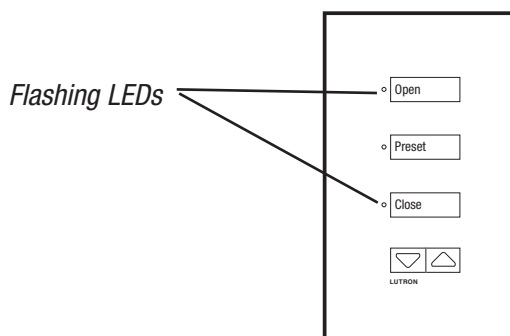 Flashing LEDs
Open
Preset
Close
LUTRON